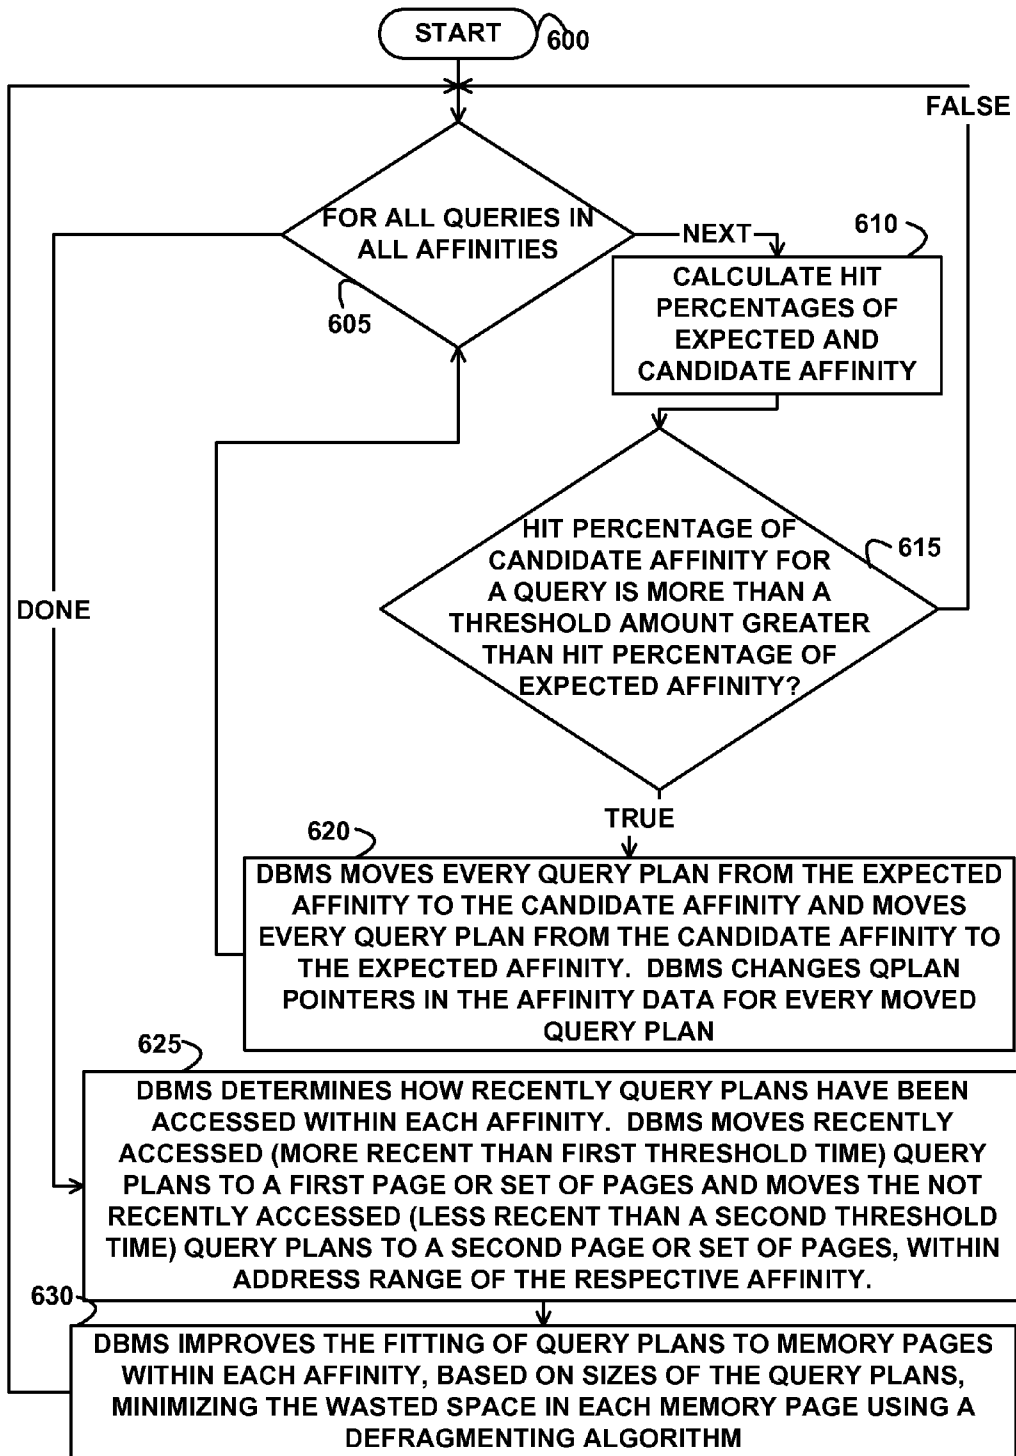 START
600
FALSE
FOR ALL QUERIES IN
ALL AFFINITIES
605
NEXT
610
CALCULATE HIT
PERCENTAGES OF
EXPECTED AND
CANDIDATE AFFINITY
HIT PERCENTAGE OF
CANDIDATE AFFINITY FOR
A QUERY IS MORE THAN A
THRESHOLD AMOUNT GREATER
THAN HIT PERCENTAGE OF
EXPECTED AFFINITY?
615
DONE
TRUE
620
DBMS MOVES EVERY QUERY PLAN FROM THE EXPECTED
AFFINITY TO THE CANDIDATE AFFINITY AND MOVES
EVERY QUERY PLAN FROM THE CANDIDATE AFFINITY TO
THE EXPECTED AFFINITY. DBMS CHANGES QPLAN
POINTERS IN THE AFFINITY DATA FOR EVERY MOVED
QUERY PLAN
625
DBMS DETERMINES HOW RECENTLY QUERY PLANS HAVE BEEN
ACCESSED WITHIN EACH AFFINITY. DBMS MOVES RECENTLY
ACCESSED (MORE RECENT THAN FIRST THRESHOLD TIME) QUERY
PLANS TO A FIRST PAGE OR SET OF PAGES AND MOVES THE NOT
RECENTLY ACCESSED (LESS RECENT THAN A SECOND THRESHOLD
TIME) QUERY PLANS TO A SECOND PAGE OR SET OF PAGES, WITHIN
ADDRESS RANGE OF THE RESPECTIVE AFFINITY.
630
DBMS IMPROVES THE FITTING OF QUERY PLANS TO MEMORY PAGES
WITHIN EACH AFFINITY, BASED ON SIZES OF THE QUERY PLANS,
MINIMIZING THE WASTED SPACE IN EACH MEMORY PAGE USING A
DEFRAGMENTING ALGORITHM